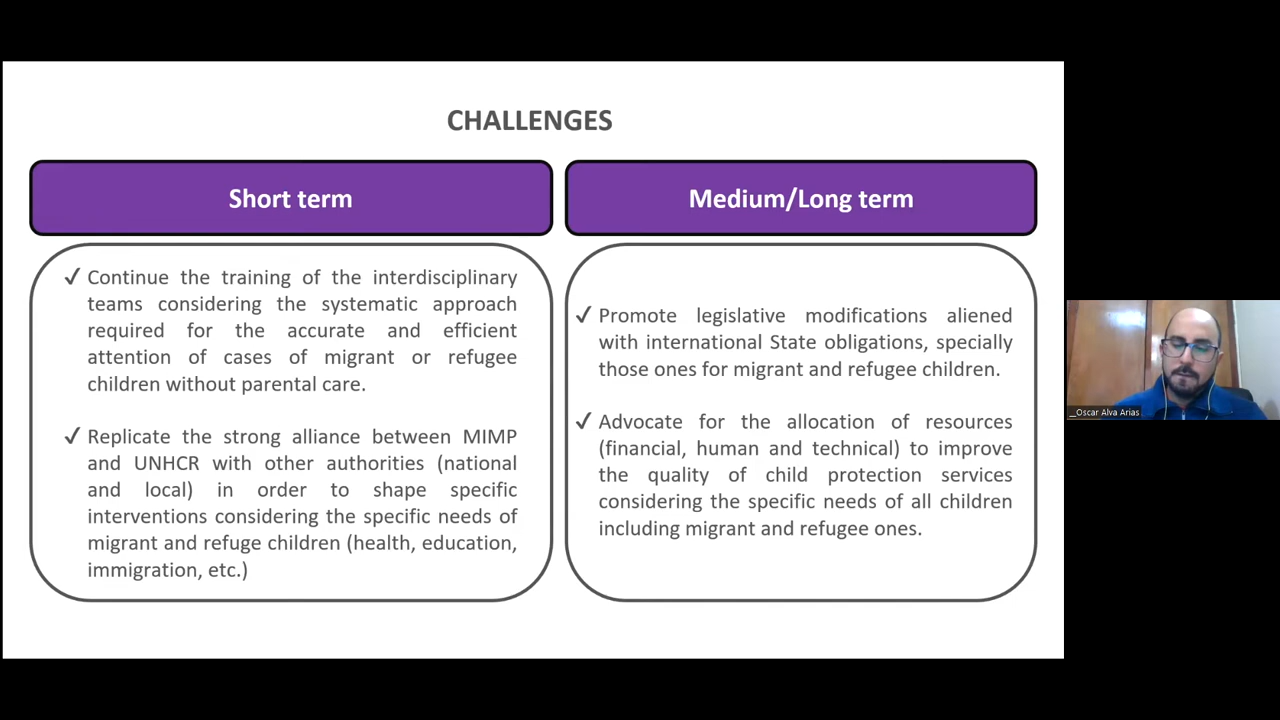 CHALLENGES
Short term
✓ Continue the training of the interdisciplinary
teams considering the systematic approach
required for the accurate and efficient
attention of cases of migrant or refugee
children without parental care.
✓ Replicate the strong alliance between MIMP
and UNHCR with other authorities (national
and local) in order to shape specific
interventions considering the specific needs of
migrant and refuge children (health, education,
immigration, etc.)
Medium/Long term
✓ Promote legislative modifications aliened
with international State obligations, specially
those ones for migrant and refugee children.
✓ Advocate for the allocation of resources
(financial, human and technical) to improve
the quality of child protection services
considering the specific needs of all children
including migrant and refugee ones.
__Oscar Alva Arias